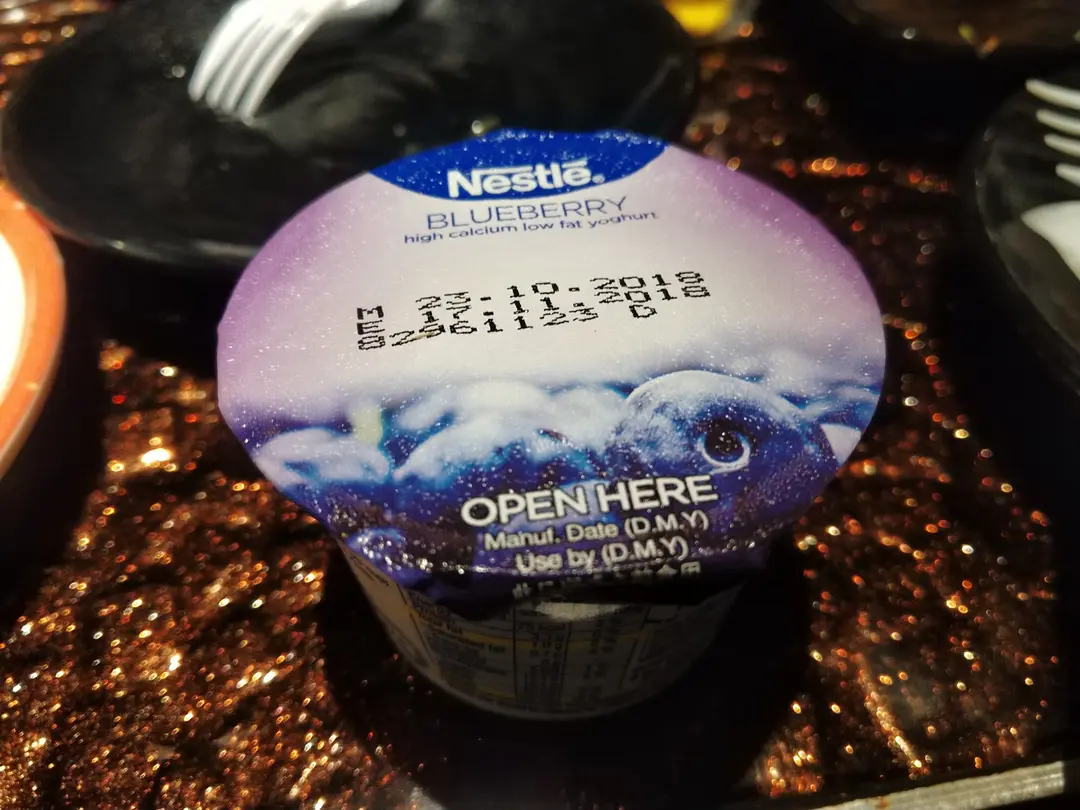 Nestlé
BLUEBERRY
high calcium low fat yoghurt
M 23.10.2018
E 17.11.2018
82961123 D
OPEN HERE
Manuf. Date (D.M.Y)
Use by (D.M.Y)